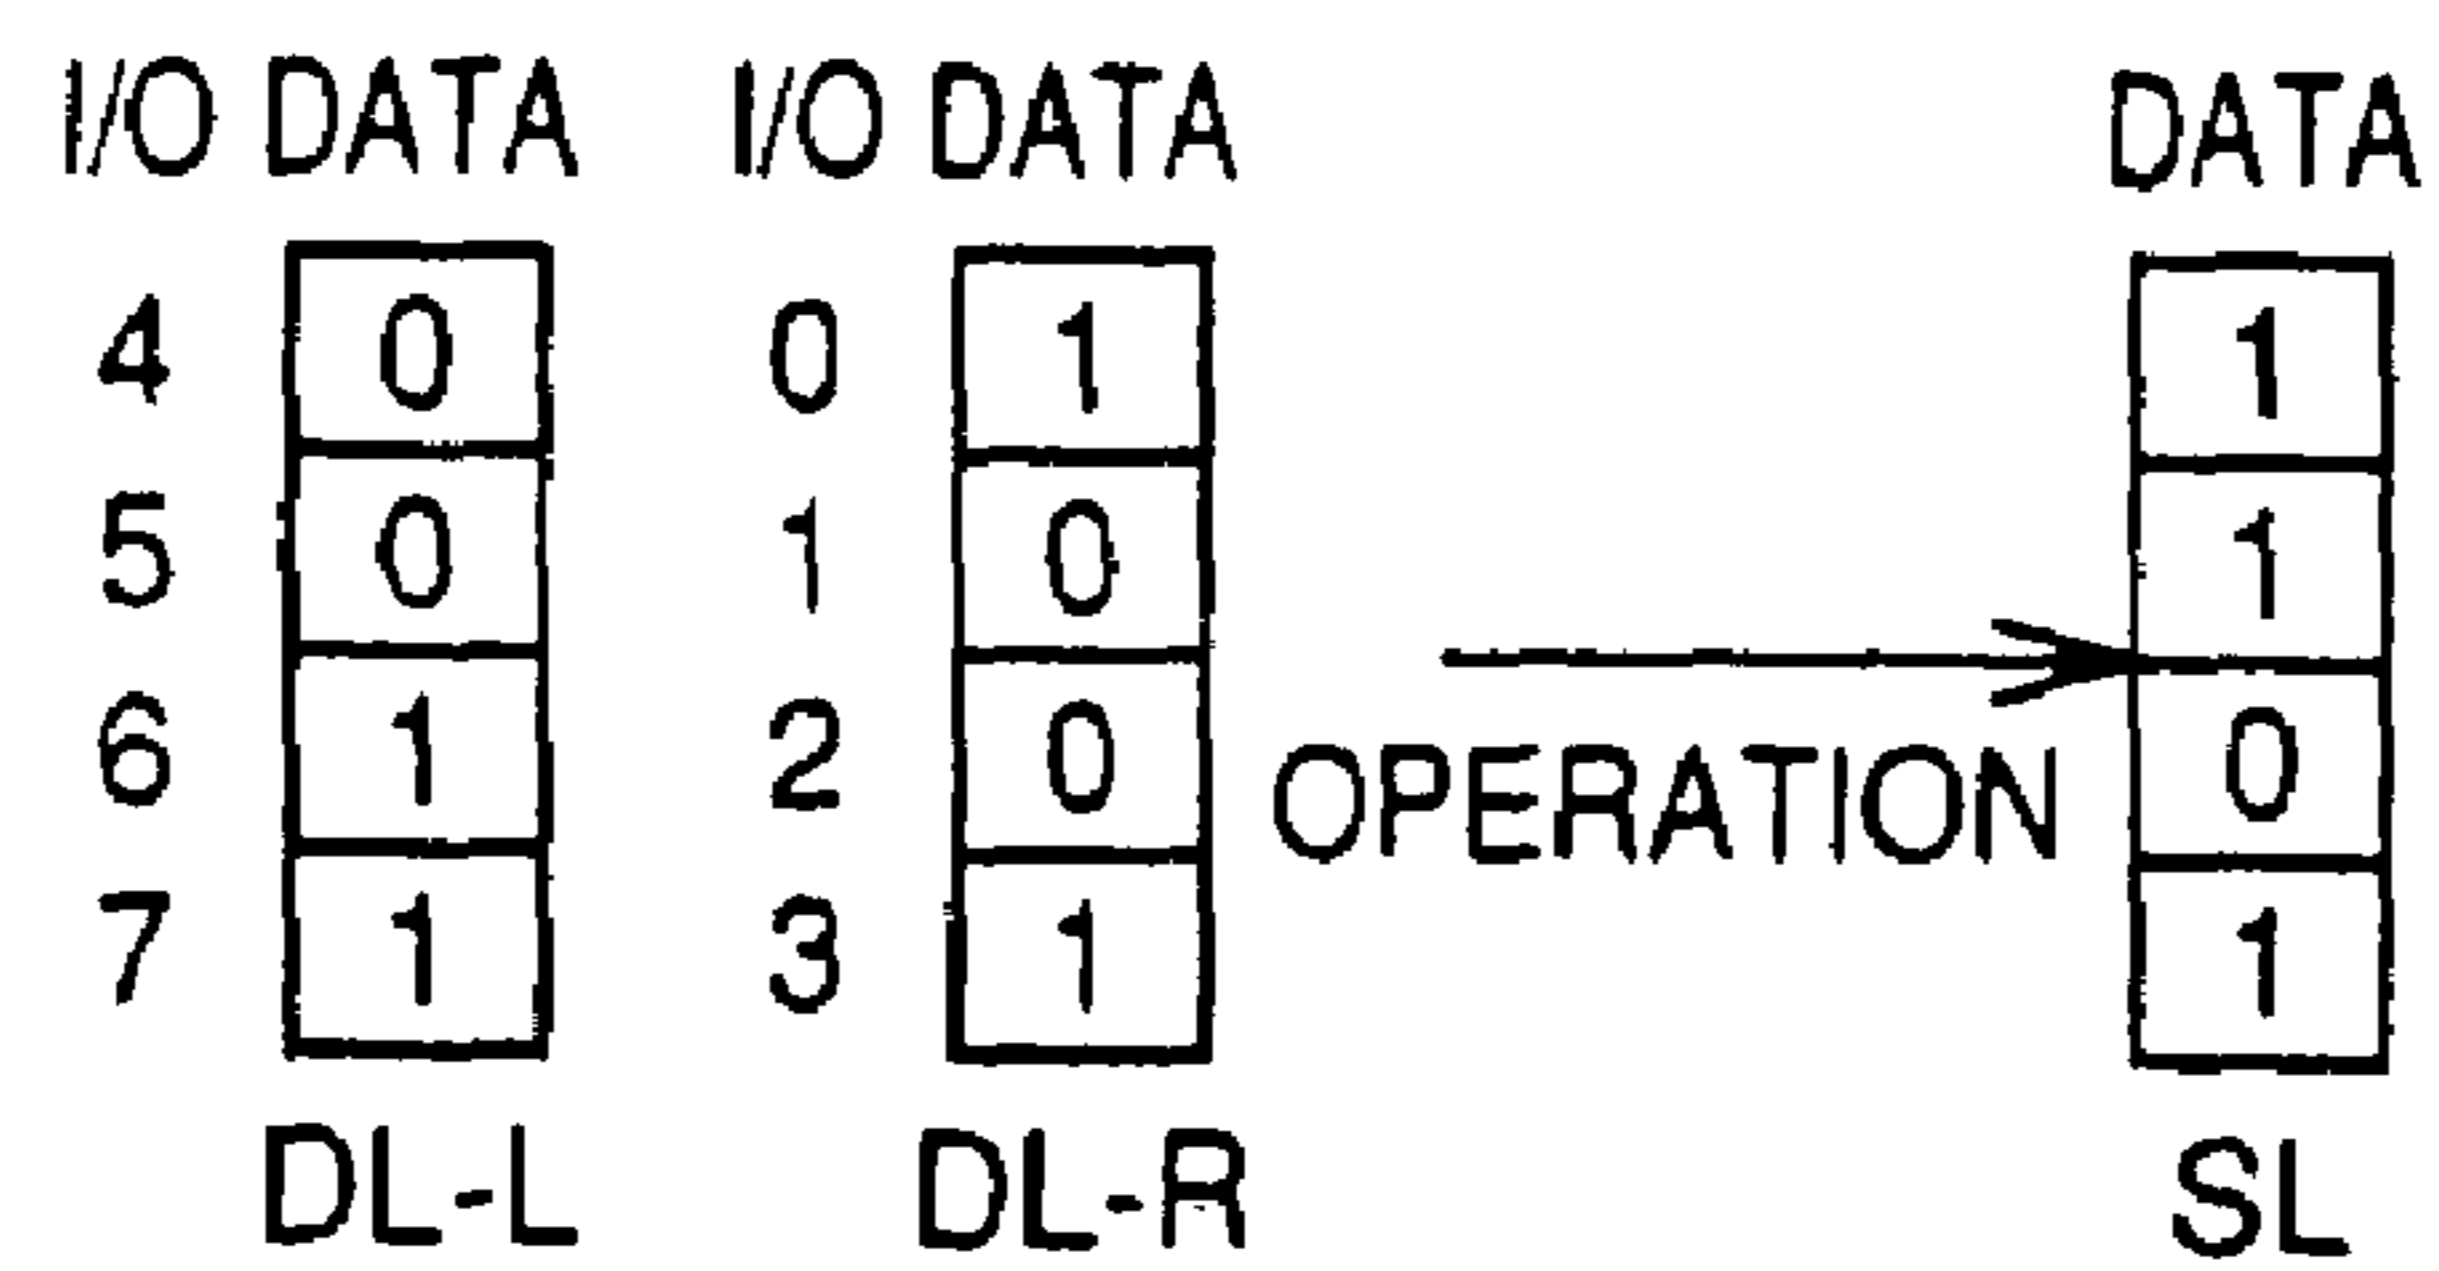 I/O DATA I/O DATA DATA
4 0 0 1 1
5 0 1 0 1
6 1 2 0 0
OPERATION
7 1 3 1 1
DL-L DL-R SL